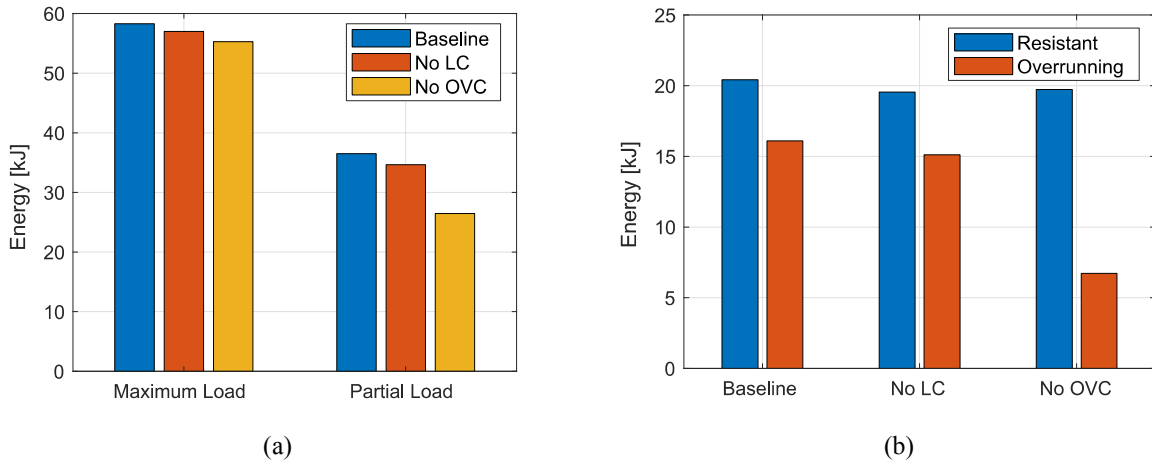 60
50
40
30
20
10
0
Energy [kJ]
Baseline
No LC
No OVC
Maximum Load
Partial Load
(a)
25
20
15
10
5
0
Energy [kJ]
Resistant
Overrunning
Baseline
No LC
No OVC
(b)